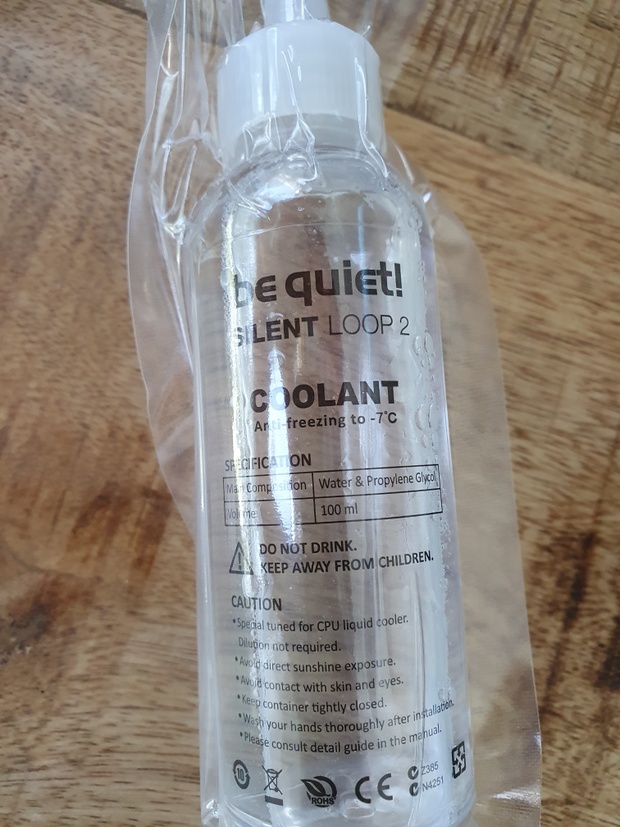 be quiet!
SILENT LOOP 2
COOLANT
Anti-freezing to -7°C
SPECIFICATION
Main Composition Water & Propylene Glycol
Volume 100 ml
DO NOT DRINK.
KEEP AWAY FROM CHILDREN.
CAUTION
*Special tuned for CPU liquid cooler.
Dilution not required.
*Avoid direct sunshine exposure.
*Avoid contact with skin and eyes.
*Keep container tightly closed.
*Wash your hands thoroughly after installation.
*Please consult detail guide in the manual.
10 RoHS CE Z365
N4251